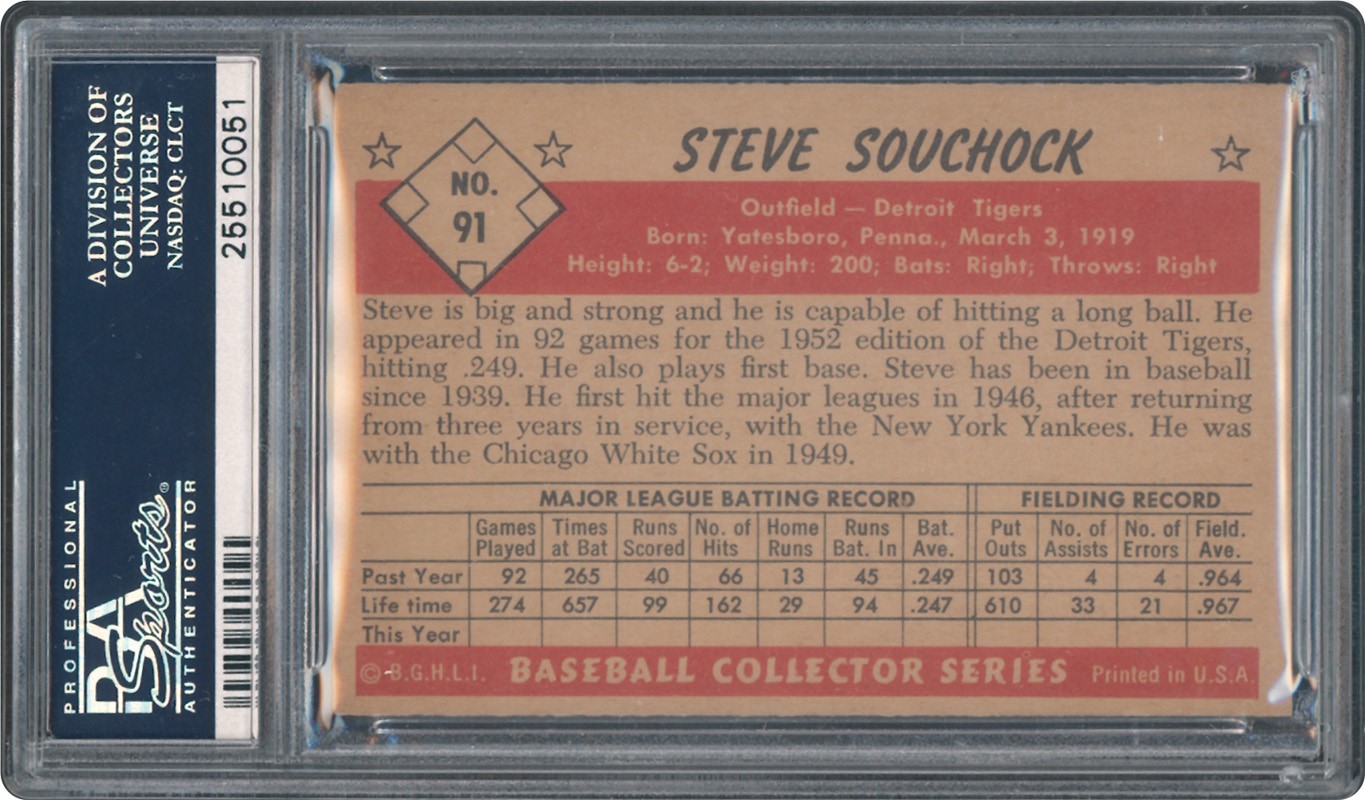 A DIVISION OF
COLLECTORS
UNIVERSE
NASDAQ: CLCT
25510051
PROFESSIONAL
PSA
Sports®
AUTHENTICATOR
NO.
91
STEVE SOUCHOCK
Outfield — Detroit Tigers
Born: Yatesboro, Penna., March 3, 1919
Height: 6-2; Weight: 200; Bats: Right; Throws: Right
Steve is big and strong and he is capable of hitting a long ball. He
appeared in 92 games for the 1952 edition of the Detroit Tigers,
hitting .249. He also plays first base. Steve has been in baseball
since 1939. He first hit the major leagues in 1946, after returning
from three years in service, with the New York Yankees. He was
with the Chicago White Sox in 1949.
MAJOR LEAGUE BATTING RECORD FIELDING RECORD
Games Times Runs No. of Home Runs Bat. Put No. of No. of Field.
Played at Bat Scored Hits Runs Bat. In Ave. Outs Assists Errors Ave.
Past Year 92 265 40 66 13 45 .249 103 4 4 .964
Life time 274 657 99 162 29 94 .247 610 33 21 .967
This Year
© B.G.H.L.I. BASEBALL COLLECTOR SERIES Printed in U.S.A.